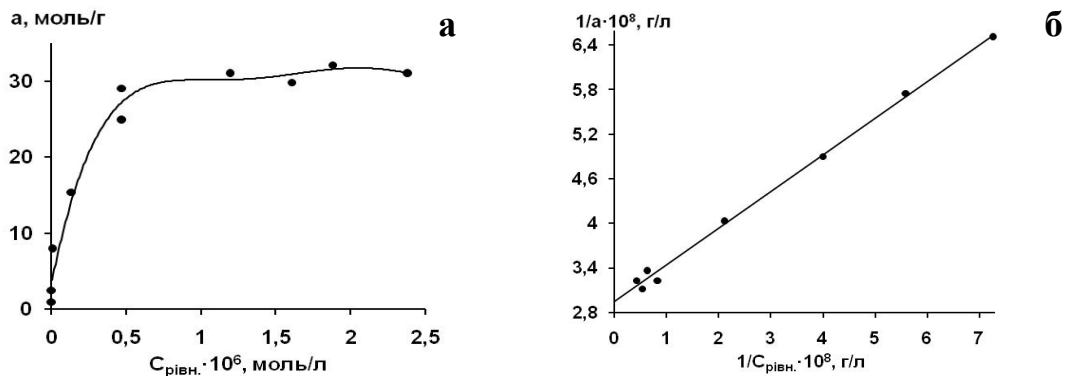 а, моль/г
а
30
20
10
0
0 0,5 1 1,5 2 2,5
Срівн.·10⁶, моль/л
1/а·10⁸, г/л
б
6,4
5,8
5,2
4,6
4
3,4
2,8
0 1 2 3 4 5 6 7
1/Срівн.·10⁸, г/л